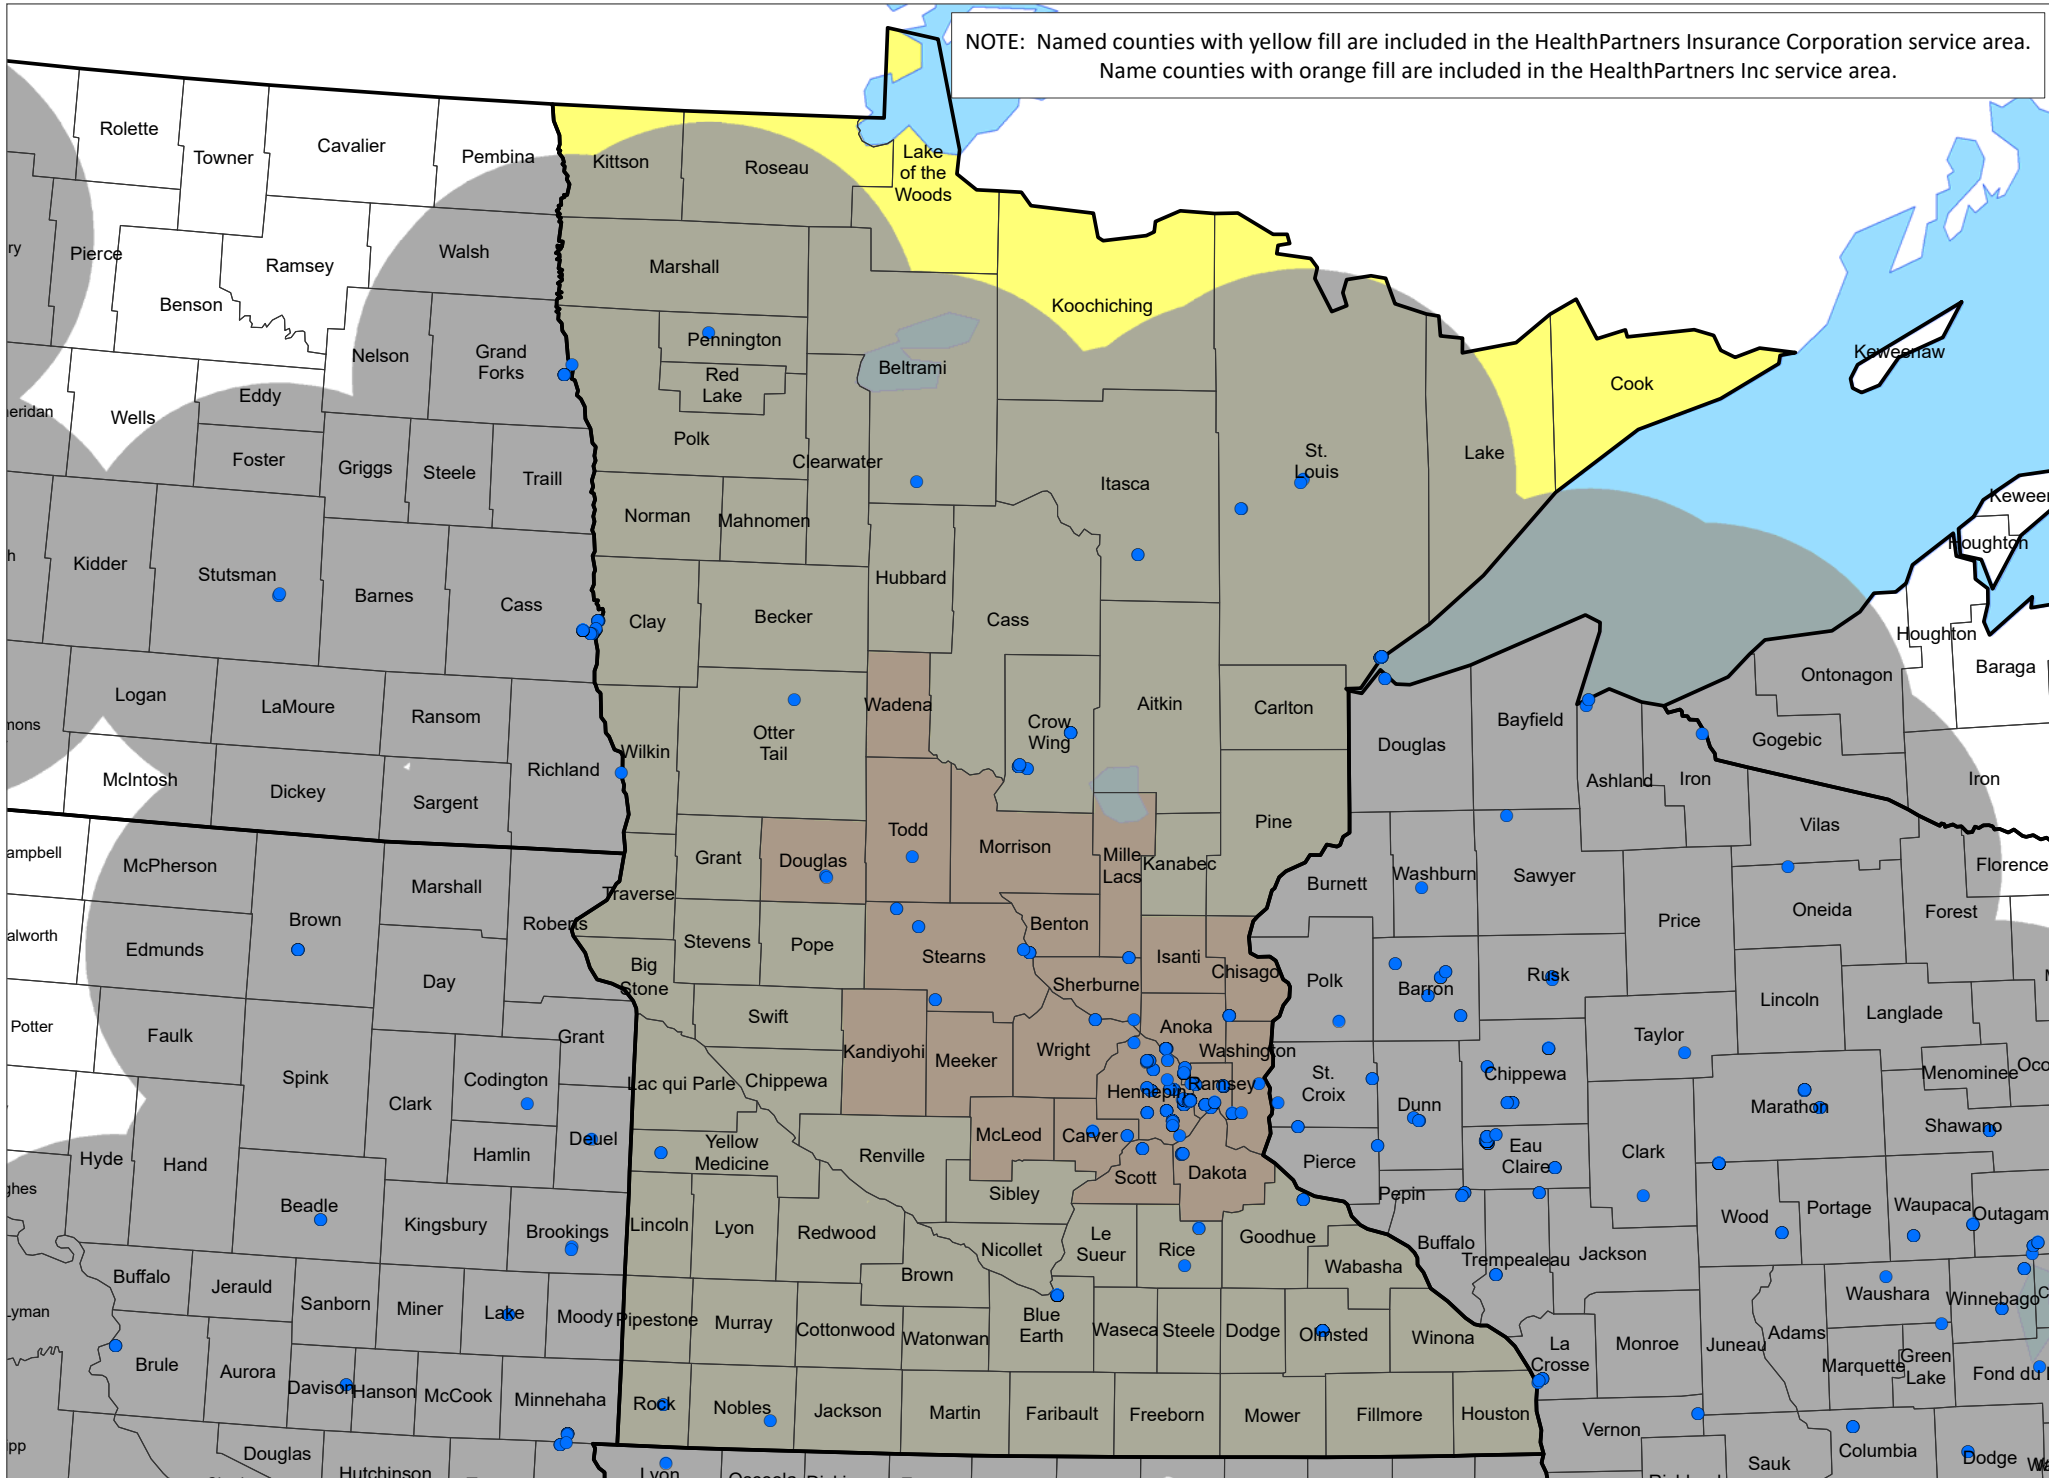 NOTE:  Named counties with yellow fill are included in the HealthPartners Insurance Corporation service area.
Name counties with orange fill are included in the HealthPartners Inc service area.
Rolette
Towner
Cavalier
Pembina
Kittson
Roseau
Lake
of the
Woods
Pierce
Ramsey
Walsh
Marshall
Benson
Koochiching
Nelson
Grand
Forks
Pennington
Red
Lake
Beltrami
Keweenaw
Cook
Eddy
Wells
Polk
Foster
Griggs
Steele
Traill
Clearwater
St.
Louis
Lake
Itasca
Norman
Mahnomen
Kidder
Stutsman
Barnes
Cass
Hubbard
Houghton
Clay
Becker
Cass
Houghton
Baraga
Ontonagon
Logan
LaMoure
Ransom
Wadena
Aitkin
Carlton
Crow
Wing
Bayfield
Otter
Tail
Wilkin
Douglas
Gogebic
McIntosh
Dickey
Sargent
Richland
Ashland
Iron
Iron
McPherson
Marshall
Grant
Douglas
Todd
Morrison
Mille
Lacs
Kanabec
Pine
Vilas
Florence
Burnett
Washburn
Sawyer
Brown
Roberts
Traverse
Price
Oneida
Forest
Edmunds
Day
Big
Stone
Stevens
Pope
Stearns
Benton
Isanti
Chisago
Sherburne
Polk
Barron
Rusk
Lincoln
Langlade
Potter
Faulk
Grant
Swift
Kandiyohi
Meeker
Wright
Anoka
Washington
Taylor
Spink
Codington
Clark
Lac qui Parle
Chippewa
Hennepin
Ramsey
St.
Croix
Dunn
Chippewa
Menominee
Marathon
Shawano
Hyde
Hand
Hamlin
Deuel
Yellow
Medicine
Renville
McLeod
Carver
Scott
Dakota
Pierce
Eau
Claire
Clark
Sibley
Pepin
Beadle
Kingsbury
Brookings
Lincoln
Lyon
Redwood
Nicollet
Le
Sueur
Rice
Goodhue
Wabasha
Buffalo
Trempealeau
Jackson
Wood
Portage
Waupaca
Buffalo
Jerauld
Sanborn
Miner
Lake
Moody
Pipestone
Murray
Cottonwood
Brown
Watonwan
Blue
Earth
Waseca
Steele
Dodge
Olmsted
Winona
La
Crosse
Monroe
Juneau
Adams
Waushara
Winnebago
Marquette
Green
Lake
Brule
Aurora
Davison
Hanson
McCook
Minnehaha
Rock
Nobles
Jackson
Martin
Faribault
Freeborn
Mower
Fillmore
Houston
Vernon
Columbia
Dodge
Sauk
Douglas
Hutchinson
Lyon